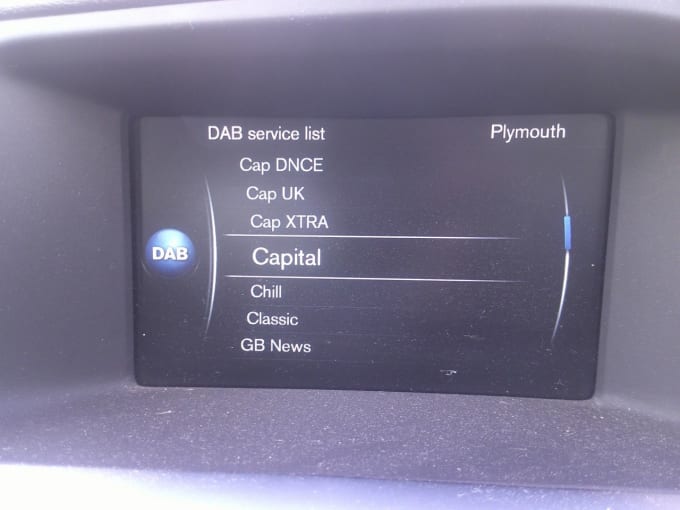 DAB service list Plymouth
Cap DNCE
Cap UK
Cap XTRA
DAB
Capital
Chill
Classic
GB News